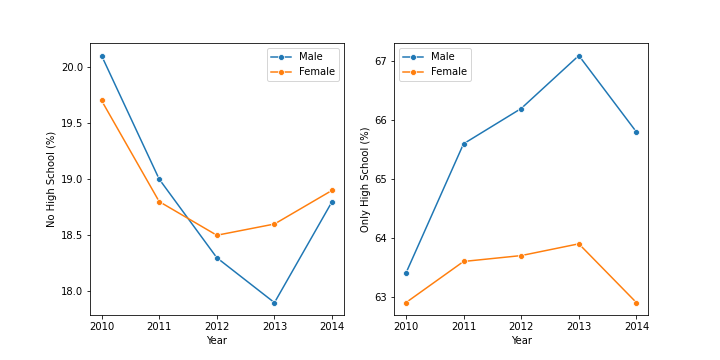 Male
Female
20.0
19.5
19.0
18.5
18.0
No High School (%)
2010 2011 2012 2013 2014
Year
Male
Female
67
66
65
64
63
Only High School (%)
2010 2011 2012 2013 2014
Year